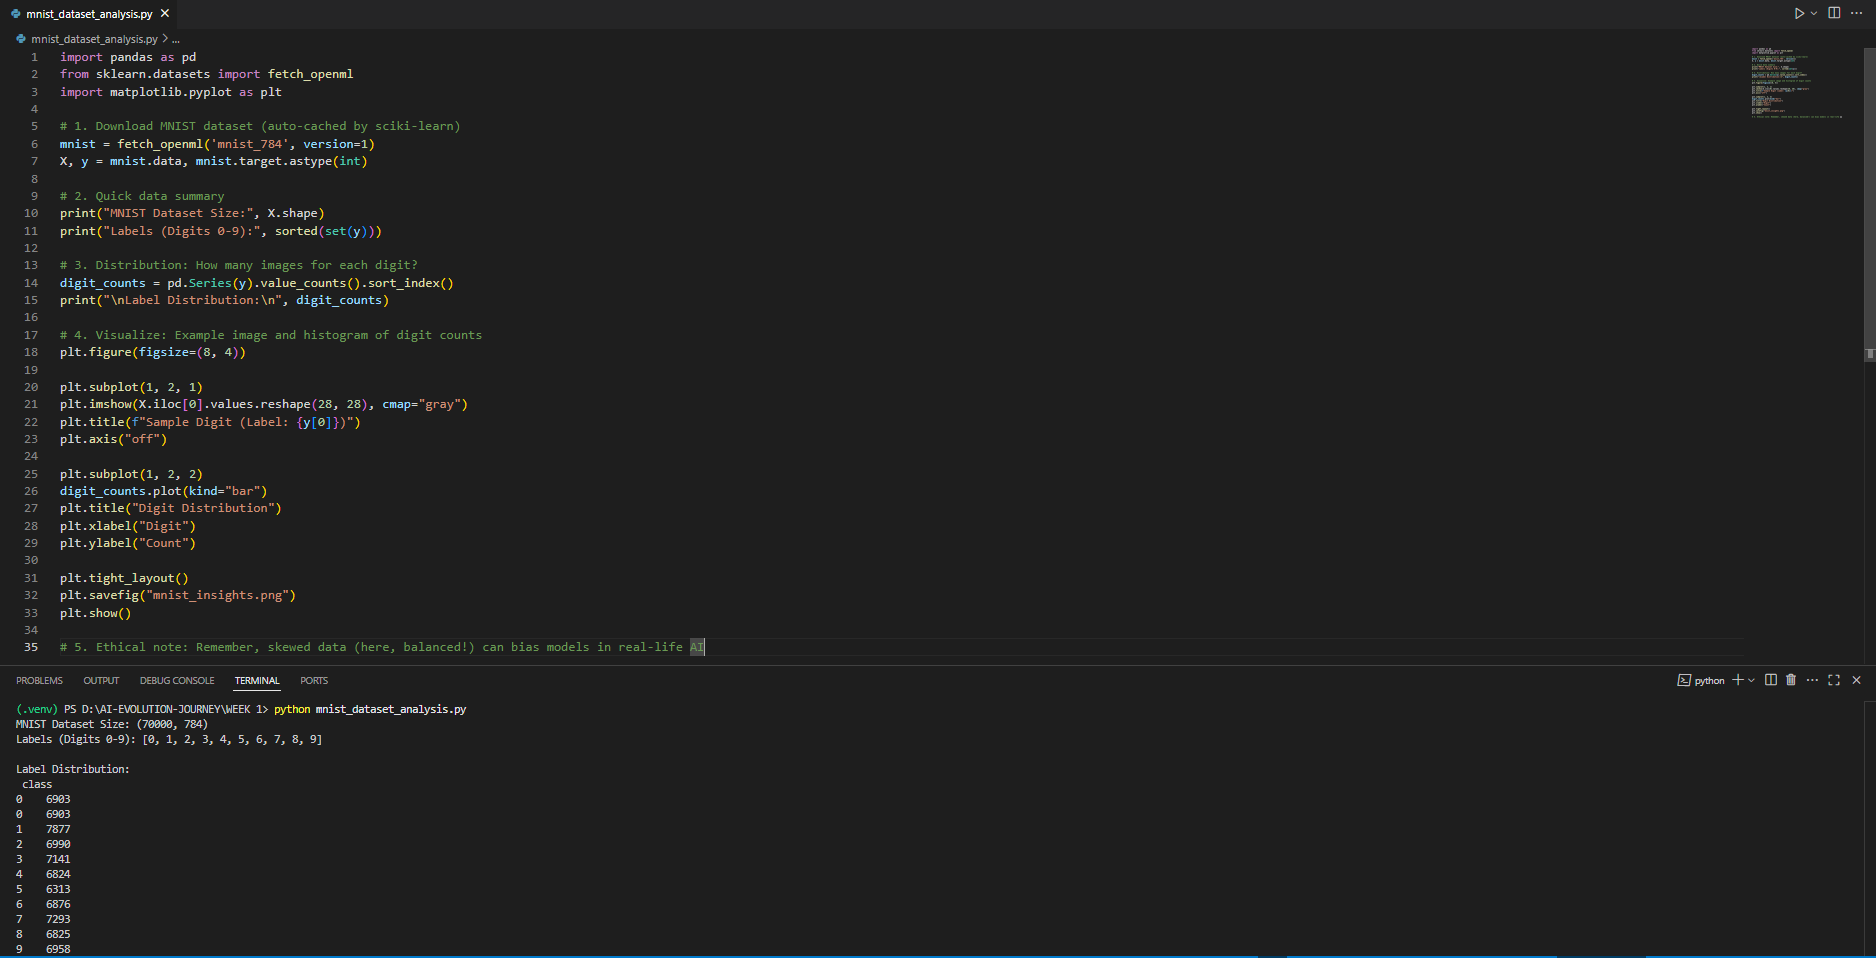 mnist_dataset_analysis.py
mnist_dataset_analysis.py > ...
1 import pandas as pd
2 from sklearn.datasets import fetch_openml
3 import matplotlib.pyplot as plt
4
5 # 1. Download MNIST dataset (auto-cached by sciki-learn)
6 mnist = fetch_openml('mnist_784', version=1)
7 X, y = mnist.data, mnist.target.astype(int)
8
9 # 2. Quick data summary
10 print("MNIST Dataset Size:", X.shape)
11 print("Labels (Digits 0-9):", sorted(set(y)))
12
13 # 3. Distribution: How many images for each digit?
14 digit_counts = pd.Series(y).value_counts().sort_index()
15 print("\nLabel Distribution:\n", digit_counts)
16
17 # 4. Visualize: Example image and histogram of digit counts
18 plt.figure(figsize=(8, 4))
19
20 plt.subplot(1, 2, 1)
21 plt.imshow(X.iloc[0].values.reshape(28, 28), cmap="gray")
22 plt.title(f"Sample Digit (Label: {y[0]})")
23 plt.axis("off")
24
25 plt.subplot(1, 2, 2)
26 digit_counts.plot(kind="bar")
27 plt.title("Digit Distribution")
28 plt.xlabel("Digit")
29 plt.ylabel("Count")
30
31 plt.tight_layout()
32 plt.savefig("mnist_insights.png")
33 plt.show()
34
35 # 5. Ethical note: Remember, skewed data (here, balanced!) can bias models in real-life AI
PROBLEMS OUTPUT DEBUG CONSOLE TERMINAL PORTS python
(.venv) PS D:\AI-EVOLUTION-JOURNEY\WEEK 1> python mnist_dataset_analysis.py
MNIST Dataset Size: (70000, 784)
Labels (Digits 0-9): [0, 1, 2, 3, 4, 5, 6, 7, 8, 9]
Label Distribution:
class
0 6903
0 6903
1 7877
2 6990
3 7141
4 6824
5 6313
6 6876
7 7293
8 6825
9 6958